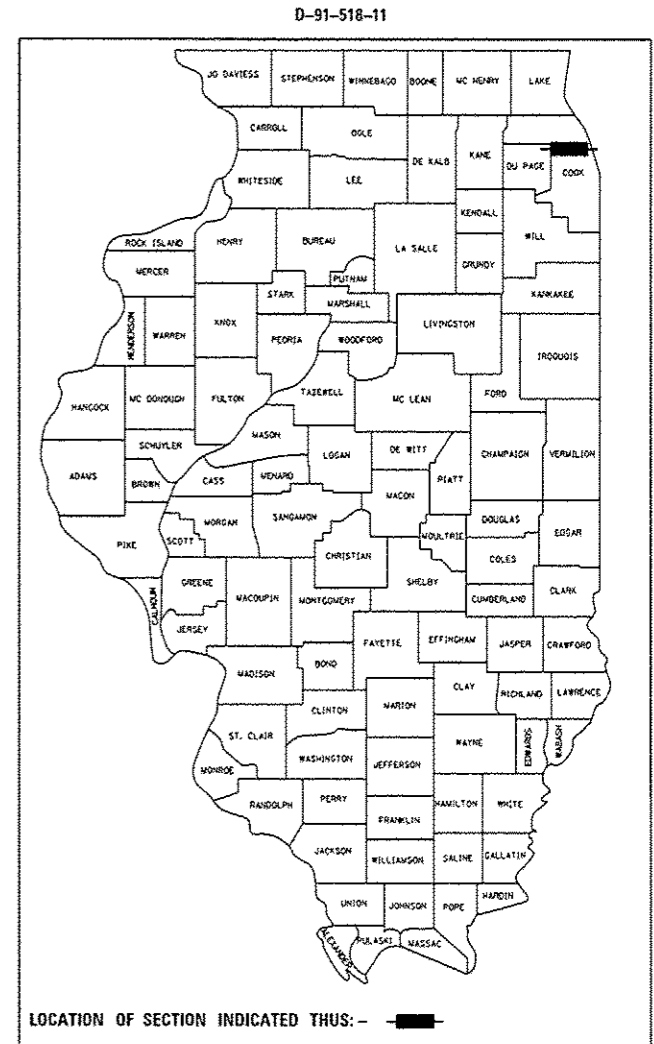 D-91-518-11
JO DAVIESS STEPHENSON WINNEBAGO BOONE MC HENRY LAKE
CARROLL OGLE DE KALB KANE DU PAGE COOK
WHITESIDE LEE
KENDALL
ROCK ISLAND HENRY BUREAU LA SALLE WILL
MERCER PUTNAM GRUNDY
STARK MARSHALL KANKAKEE
HENDERSON WARREN KNOX PEORIA WOODFORD LIVINGSTON
IROQUOIS
HANCOCK MC DONOUGH FULTON TAZEWELL MC LEAN FORD
MASON
SCHUYLER LOGAN DE WITT CHAMPAIGN VERMILION
ADAMS BROWN CASS MENARD PIATT
MACON
PIKE SCOTT MORGAN SANGAMON MOULTRIE DOUGLAS EDGAR
CHRISTIAN COLES
CALHOUN GREENE MACOUPIN MONTGOMERY SHELBY CUMBERLAND CLARK
JERSEY
FAYETTE EFFINGHAM JASPER CRAWFORD
MADISON BOND
CLAY RICHLAND LAWRENCE
CLINTON MARION
ST. CLAIR WAYNE EDWARDS WABASH
MONROE WASHINGTON JEFFERSON
RANDOLPH PERRY HAMILTON WHITE
FRANKLIN
JACKSON WILLIAMSON SALINE GALLATIN
UNION JOHNSON POPE HARDIN
ALEXANDER PULASKI MASSAC
LOCATION OF SECTION INDICATED THUS: -